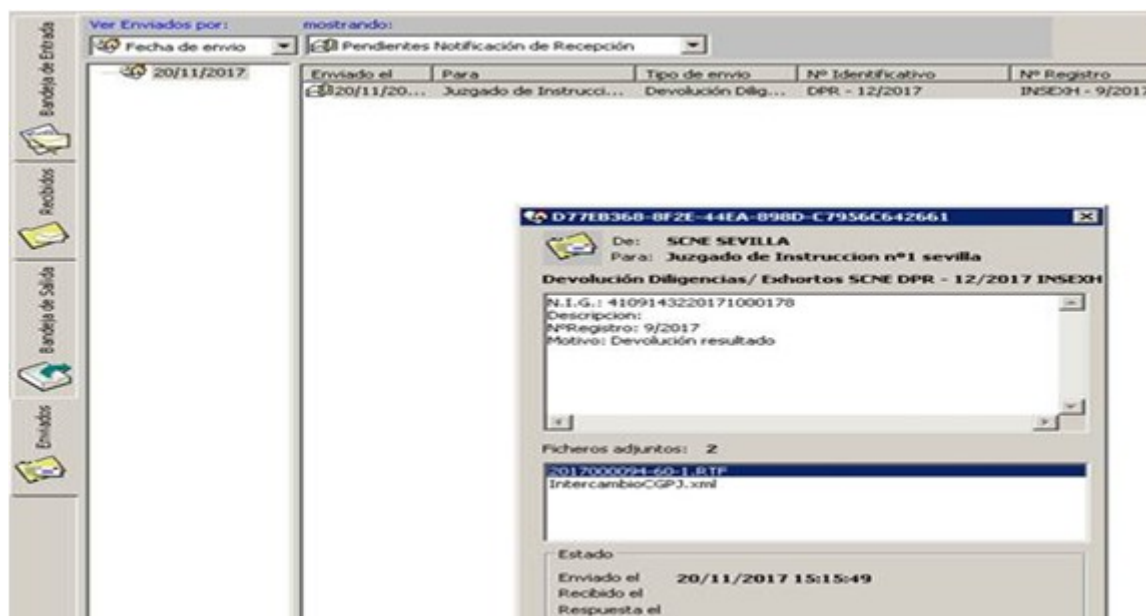 Ver Enviados por:
mostrando:
Fecha de envio
Pendientes Notificación de Recepción
Bandeja de Entrada
Recibidos
Bandeja de Salida
Enviados
20/11/2017
Enviado el Para Tipo de envio Nº Identificativo Nº Registro
20/11/20... Juzgado de Instrucci... Devolución Dilig... DPR - 12/2017 INSEXH - 9/2017
D77EB368-8F2E-44EA-898D-C7956C642661
De: SCNE SEVILLA
Para: Juzgado de Instruccion nº1 sevilla
Devolución Diligencias/ Exhortos SCNE DPR - 12/2017 INSEXH
N.I.G.: 4109143220171000178
Descripcion:
NºRegistro: 9/2017
Motivo: Devolución resultado
Ficheros adjuntos: 2
2017000094-60-1.RTF
IntercambioCGPJ.xml
Estado
Enviado el 20/11/2017 15:15:49
Recibido el
Respuesta el